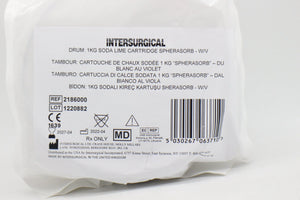 INTERSURGICAL
DRUM: 1KG SODA LIME CARTRIDGE SPHERASORB - W/V
TAMBOUR: CARTOUCHE DE CHAUX SODÉE 1 KG "SPHERASORB" – DU
BLANC AU VIOLET
TAMBURO: CARTUCCIA DI CALCE SODATA 1 KG "SPHERASORB" – DAL
BIANCO AL VIOLA
BIDON: 1KG SODALI KIREÇ KARTUŞU SPHERASORB - W/V
REF 2186000
LOT 1220882
1639
2027-04 2022-04
Rx ONLY
MD